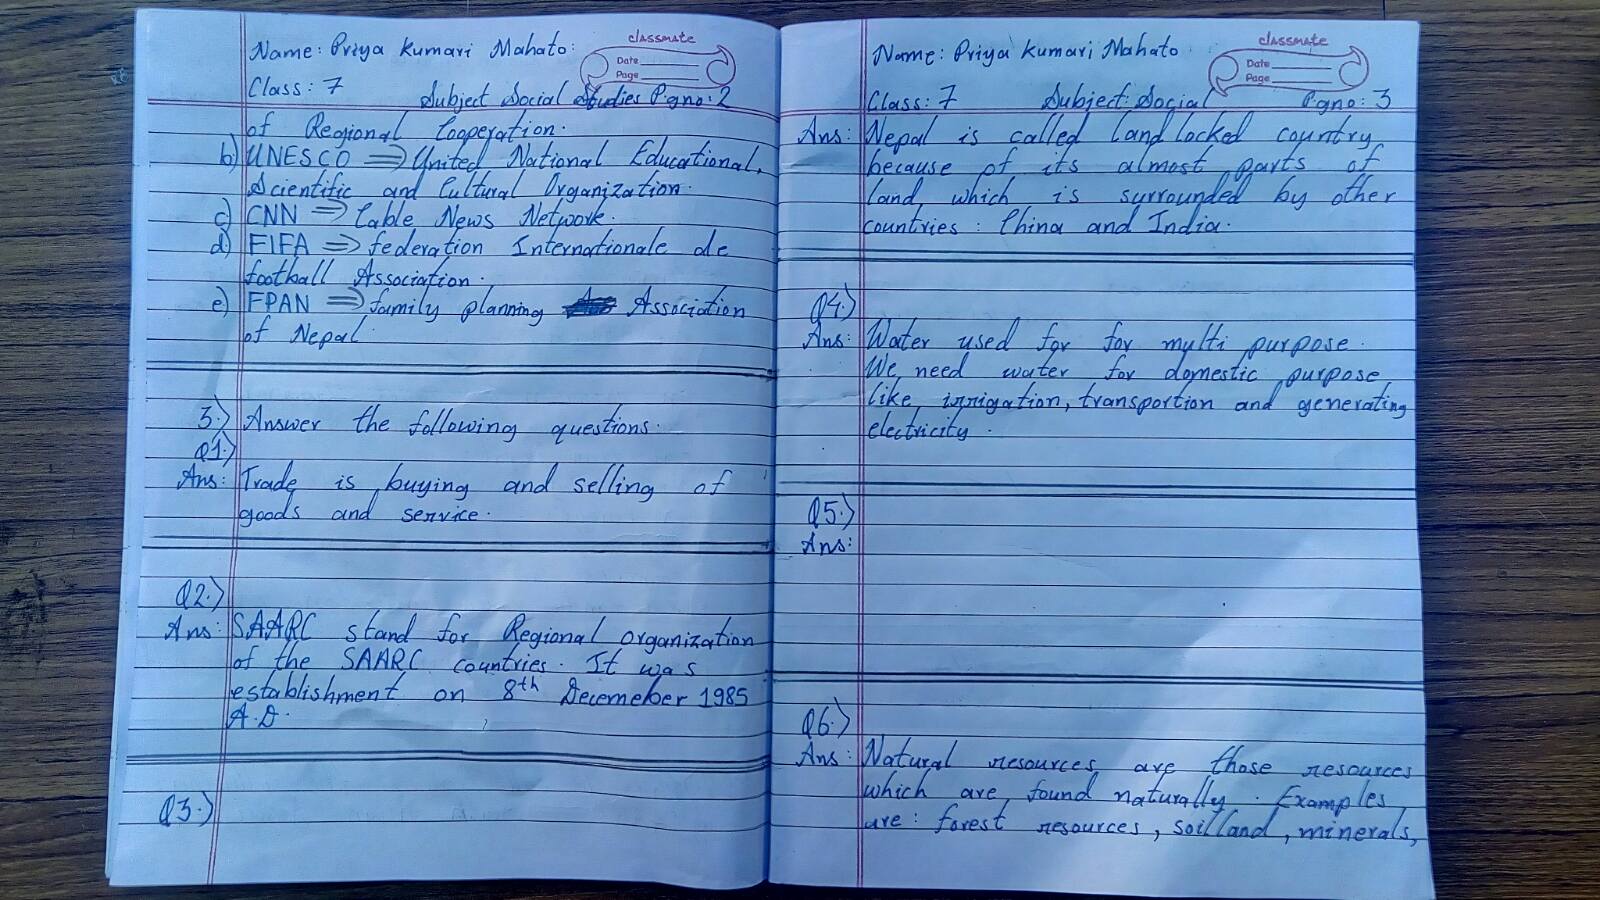 Name: Priya Kumari Mahato
classmate
Date
Page
Class: 7 Subject Social Studies Pgno: 2
of Regional Cooperation.
b) UNESCO => United National Educational,
Scientific and Cultural Organization.
c) CNN => Cable News Network.
d) FIFA => federation Internationale de
football Association.
e) FPAN => family planning Association
of Nepal
3.) Answer the following questions.
Q1.)
Ans: Trade is buying and selling of
goods and service.
Q2.)
Ans: SAARC stand for Regional organization
of the SAARC countries. It was
establishment on 8th Decemeber 1985
A.D.
Q3.)
Name: Priya Kumari Mahato
classmate
Date
Page
Class: 7 Subject: Social Pgno: 3
Ans: Nepal is called land locked country
because of its almost parts of
land, which is surrounded by other
countries: China and India.
Q4.)
Ans: Water used for for multi purpose.
We need water for domestic purpose
like irrigation, transportion and generating
electricity.
Q5.)
Ans:
Q6.)
Ans: Natural resources are those resources
which are found naturally. Examples
are: forest resources, soil land, minerals,